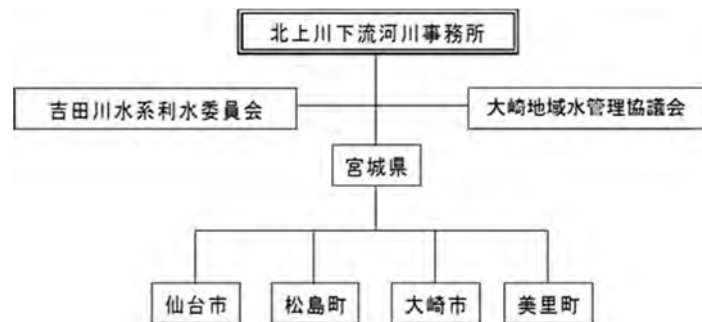 北上川下流河川事務所
吉田川水系利水委員会
大崎地域水管理協議会
宮城県
仙台市
松島町
大崎市
美里町